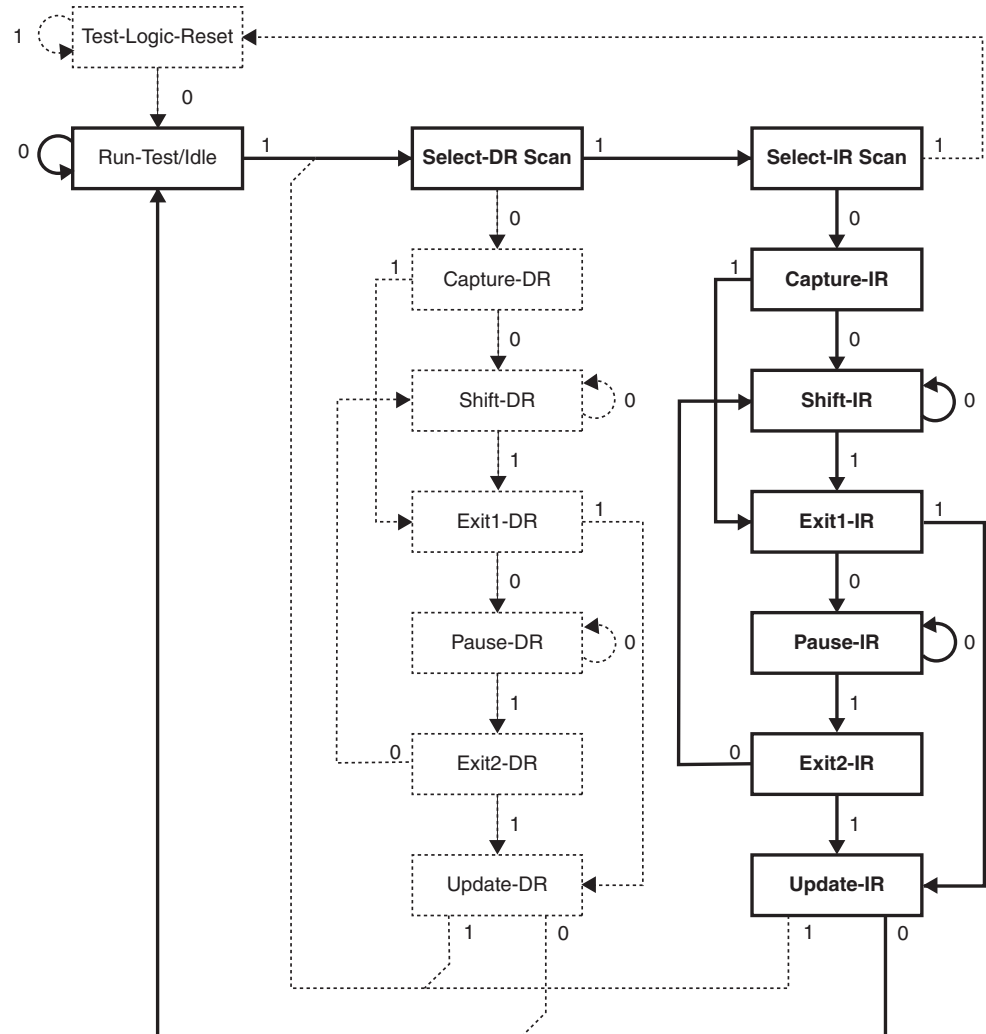 1 Test-Logic-Reset
0
0 Run-Test/Idle 1 Select-DR Scan 1 Select-IR Scan 1
0 0
1 Capture-DR 1 Capture-IR
0 0
Shift-DR 0 Shift-IR 0
1 1
Exit1-DR 1 Exit1-IR 1
0 0
Pause-DR 0 Pause-IR 0
1 1
0 Exit2-DR 0 Exit2-IR
1 1
Update-DR Update-IR
1 0 1 0